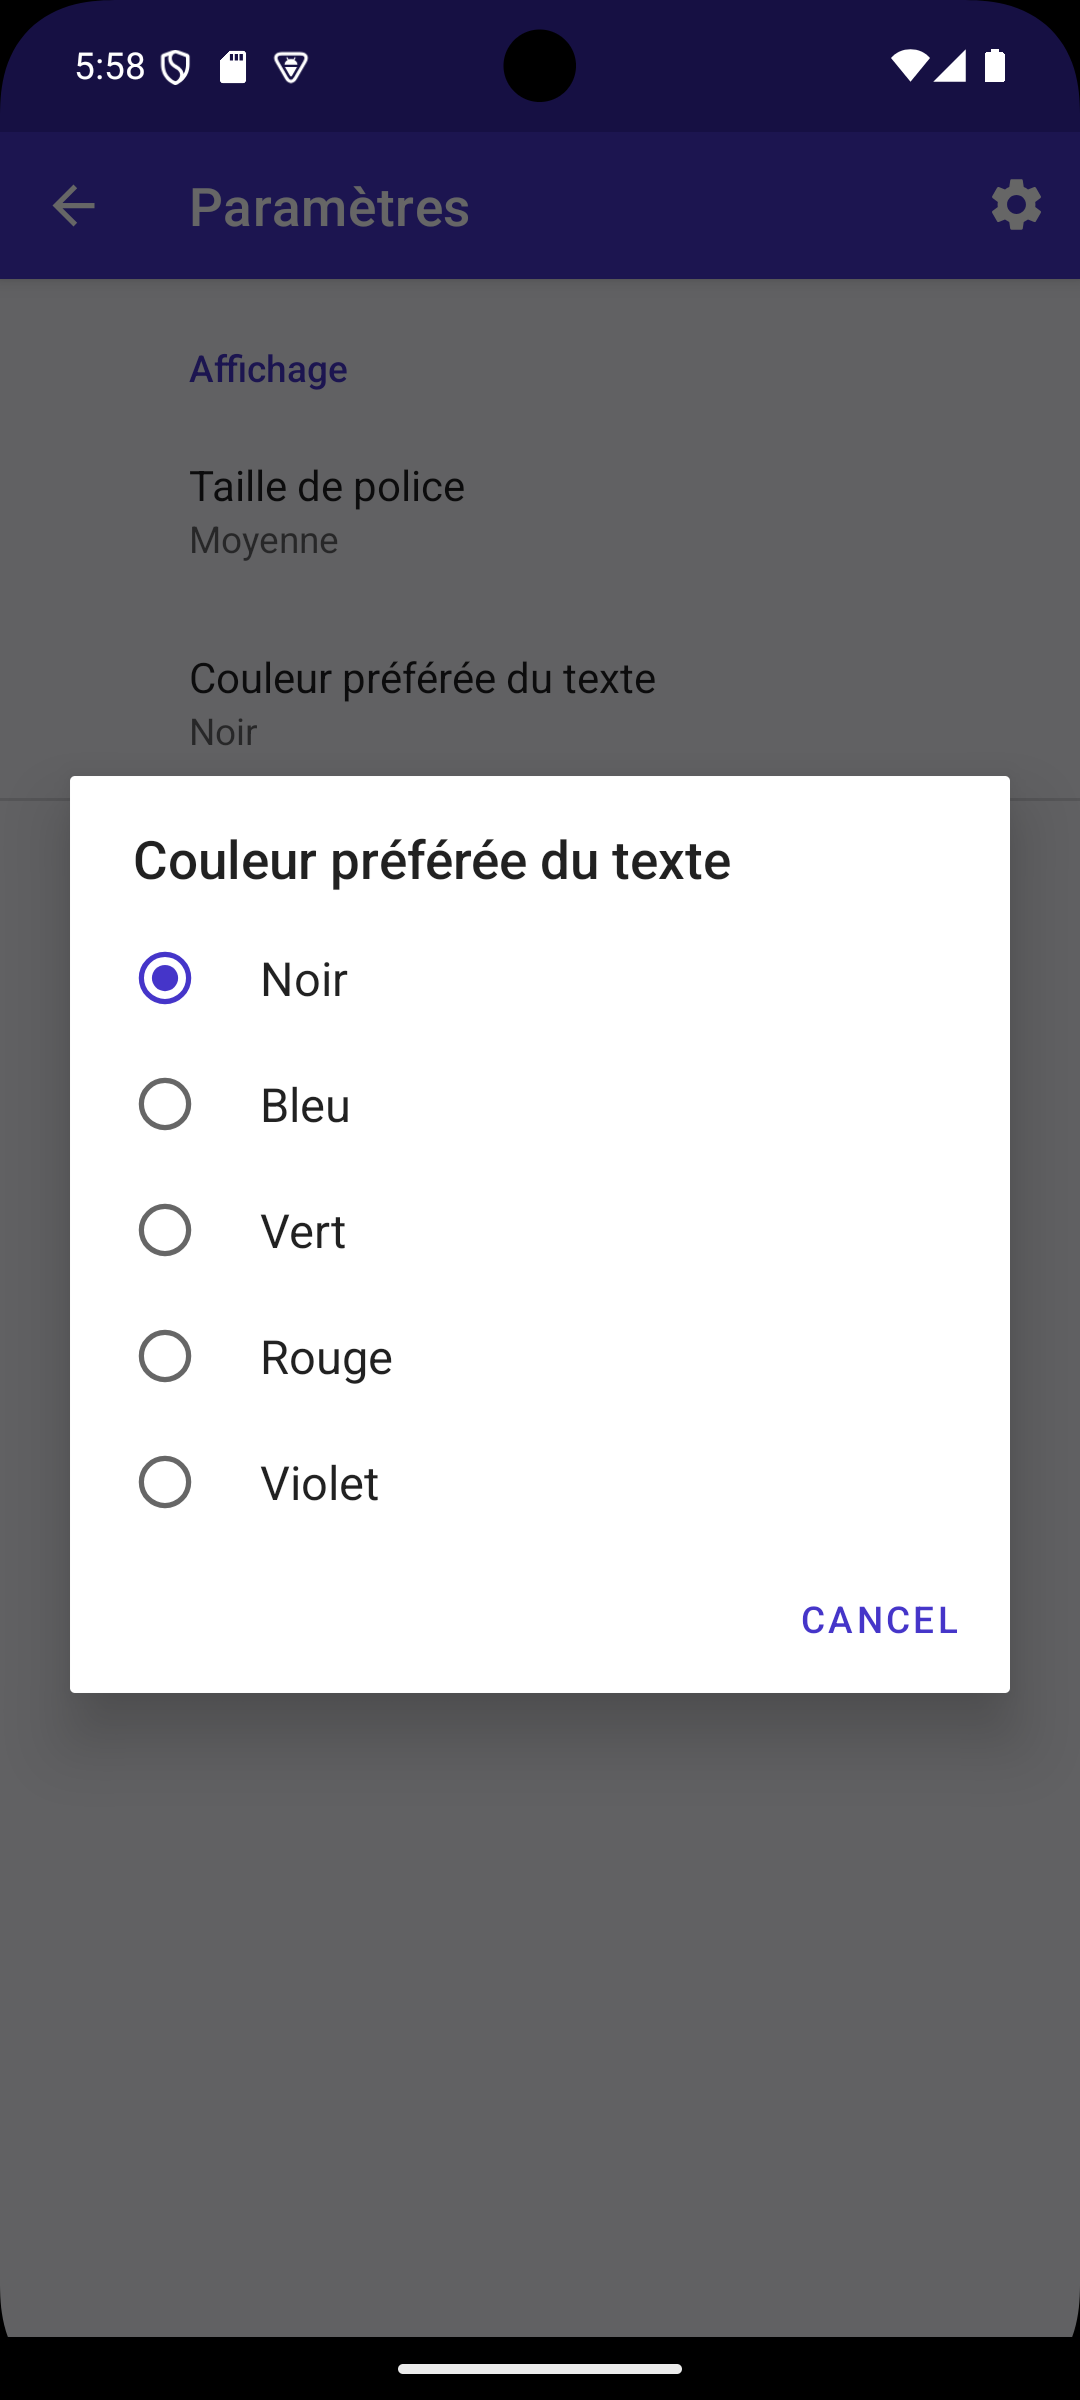 5:58
Paramètres
Affichage
Taille de police
Moyenne
Couleur préférée du texte
Noir
Couleur préférée du texte
Noir
Bleu
Vert
Rouge
Violet
CANCEL